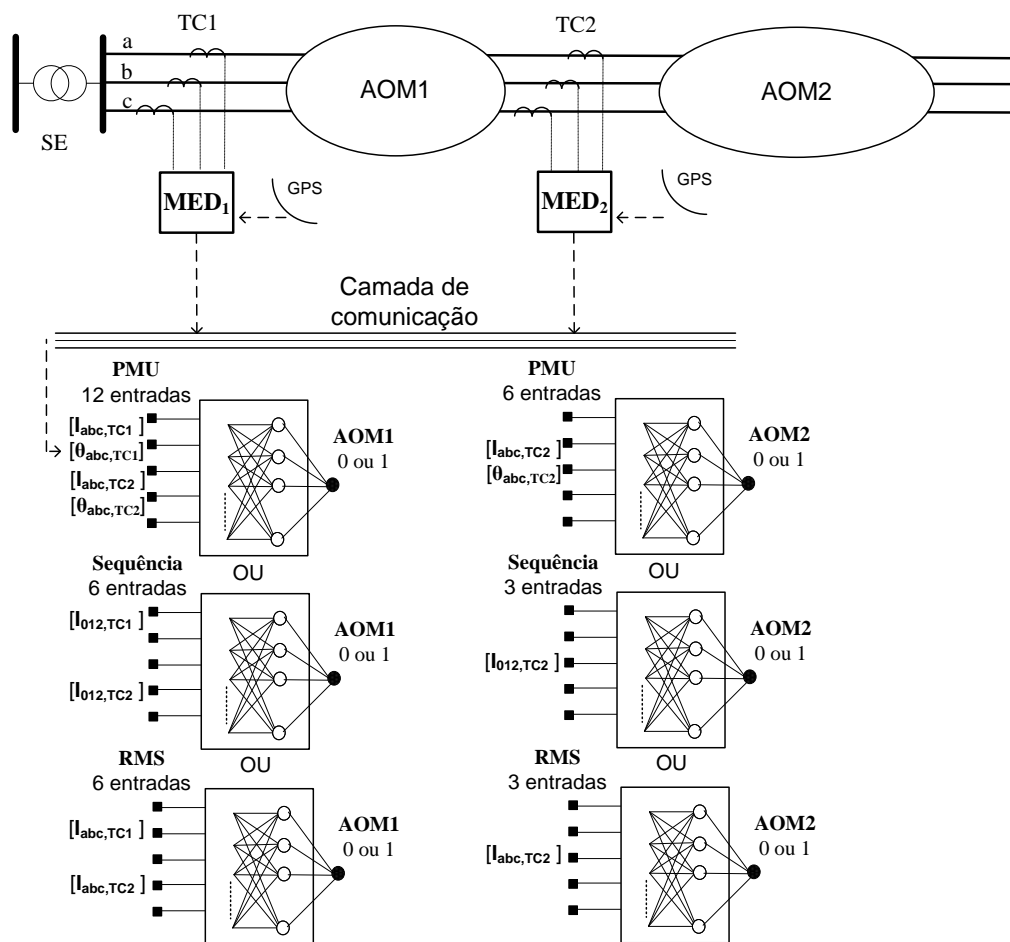 TC1
TC2
a
b
c
SE
AOM1
AOM2
MED1
GPS
MED2
GPS
Camada de
comunicação
PMU
12 entradas
[Iabc,TC1 ]
[θabc,TC1]
[Iabc,TC2 ]
[θabc,TC2]
AOM1
0 ou 1
OU
Sequência
6 entradas
[I012,TC1 ]
[I012,TC2 ]
AOM1
0 ou 1
OU
RMS
6 entradas
[Iabc,TC1 ]
[Iabc,TC2 ]
AOM1
0 ou 1
PMU
6 entradas
[Iabc,TC2 ]
[θabc,TC2]
AOM2
0 ou 1
OU
Sequência
3 entradas
[I012,TC2 ]
AOM2
0 ou 1
OU
RMS
3 entradas
[Iabc,TC2 ]
AOM2
0 ou 1